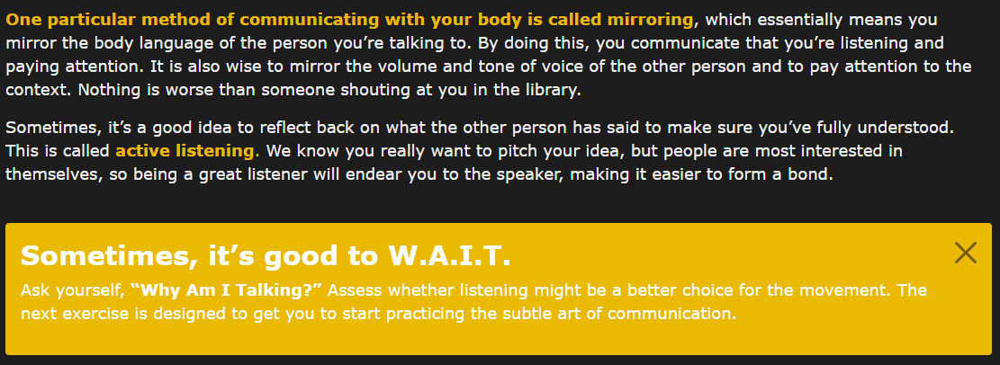 One particular method of communicating with your body is called mirroring, which essentially means you
mirror the body language of the person you’re talking to. By doing this, you communicate that you’re listening and
paying attention. It is also wise to mirror the volume and tone of voice of the other person and to pay attention to the
context. Nothing is worse than someone shouting at you in the library.
Sometimes, it’s a good idea to reflect back on what the other person has said to make sure you’ve fully understood.
This is called active listening. We know you really want to pitch your idea, but people are most interested in
themselves, so being a great listener will endear you to the speaker, making it easier to form a bond.
Sometimes, it’s good to W.A.I.T.
Ask yourself, “Why Am I Talking?” Assess whether listening might be a better choice for the movement. The
next exercise is designed to get you to start practicing the subtle art of communication.